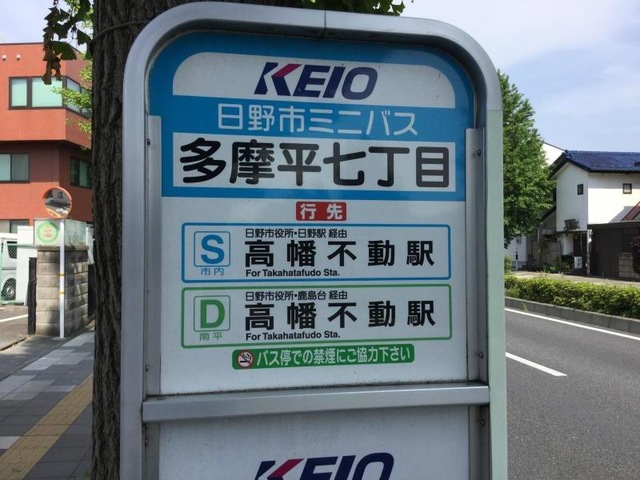 KEIO
日野市ミニバス
多摩平七丁目
行先
S 市内
日野市役所・日野駅 経由
高幡不動駅
For Takahatafudo Sta.
D 南平
日野市役所・鹿島台 経由
高幡不動駅
For Takahatafudo Sta.
バス停での禁煙にご協力下さい
KEIO